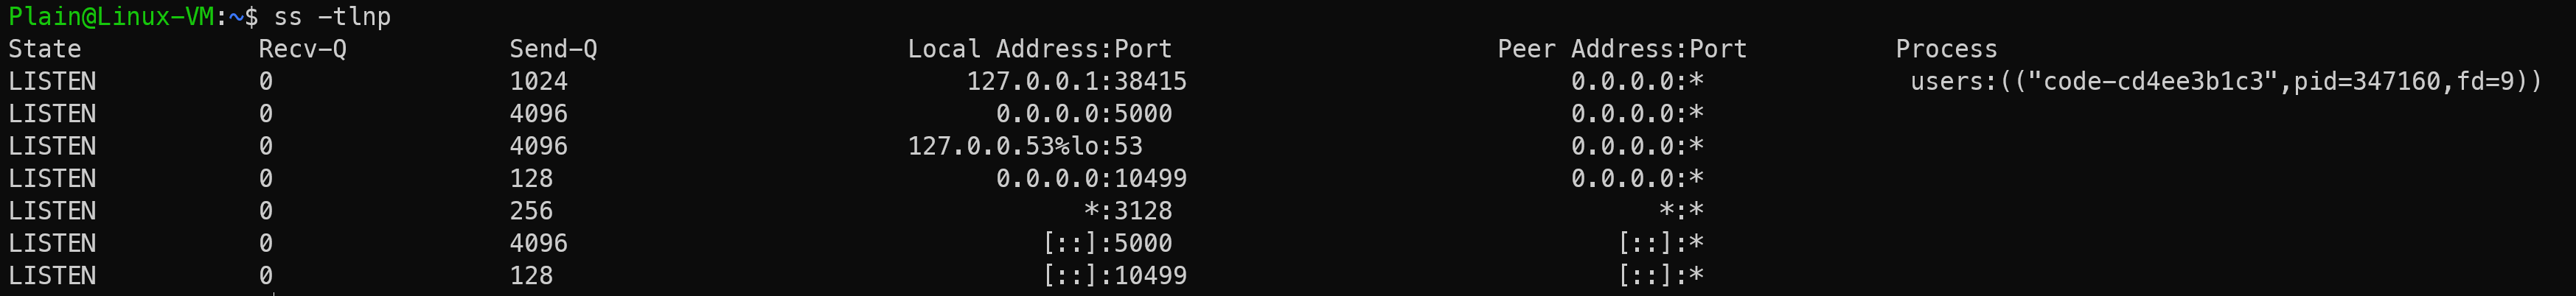 Plain@Linux-VM:~$ ss -tlnp
State Recv-Q Send-Q Local Address:Port Peer Address:Port Process
LISTEN 0 1024 127.0.0.1:38415 0.0.0.0:* users:(("code-cd4ee3b1c3",pid=347160,fd=9))
LISTEN 0 4096 0.0.0.0:5000 0.0.0.0:*
LISTEN 0 4096 127.0.0.53%lo:53 0.0.0.0:*
LISTEN 0 128 0.0.0.0:10499 0.0.0.0:*
LISTEN 0 256 *:3128 *:*
LISTEN 0 4096 [::]:5000 [::]:*
LISTEN 0 128 [::]:10499 [::]:*